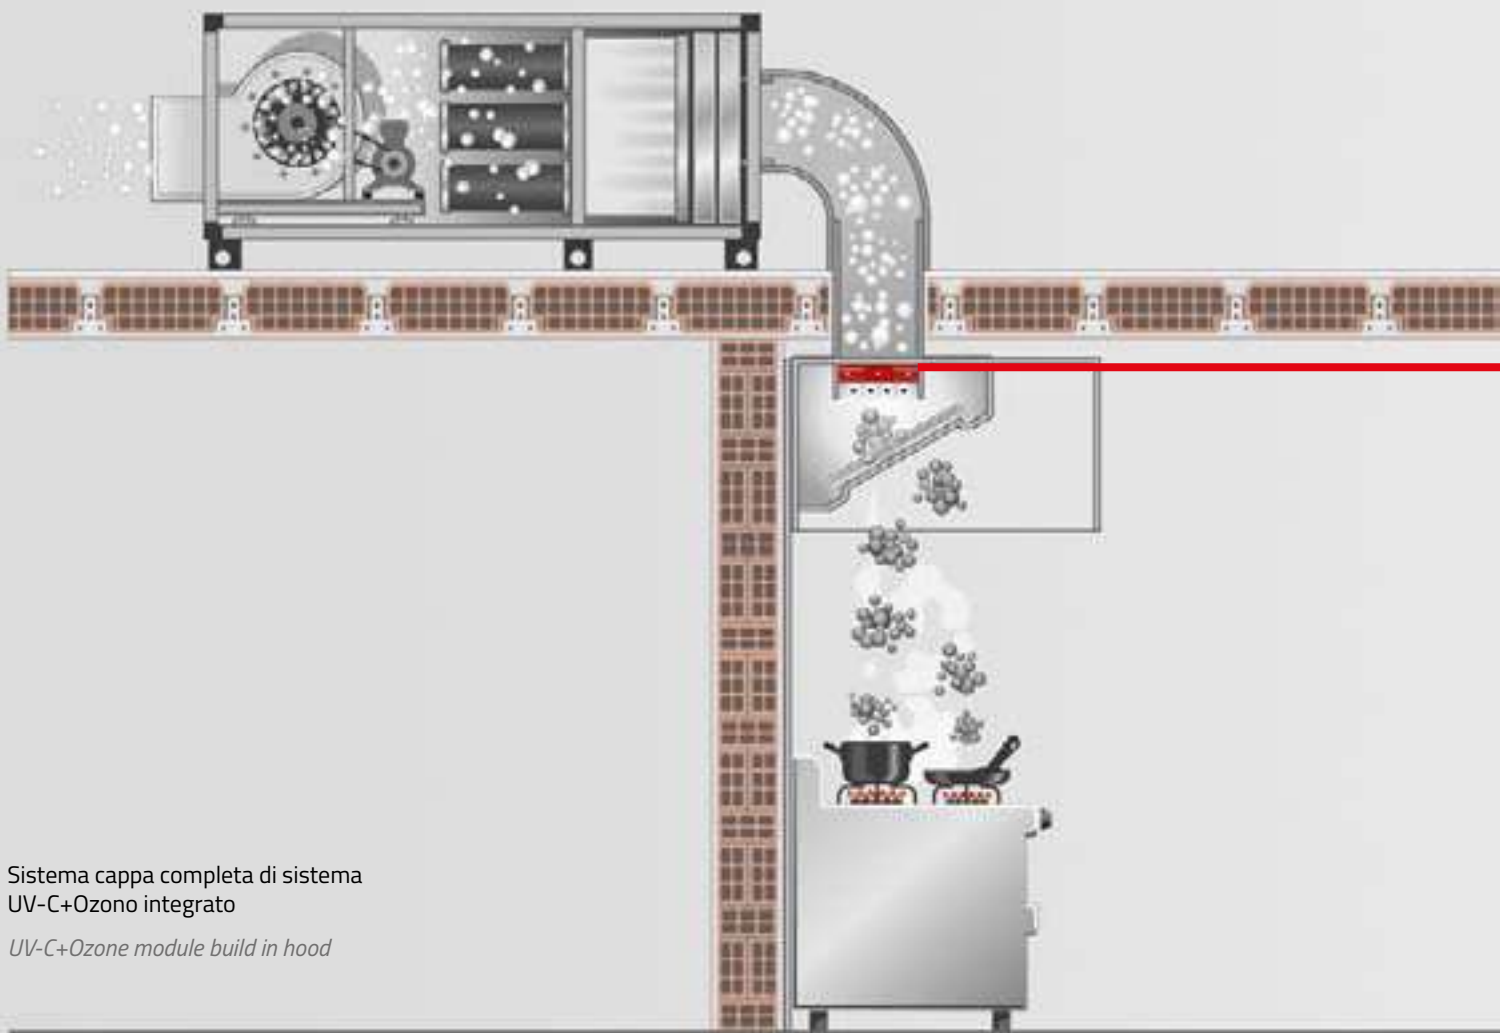 Sistema cappa completa di sistema
UV-C+Ozono integrato
UV-C+Ozone module build in hood